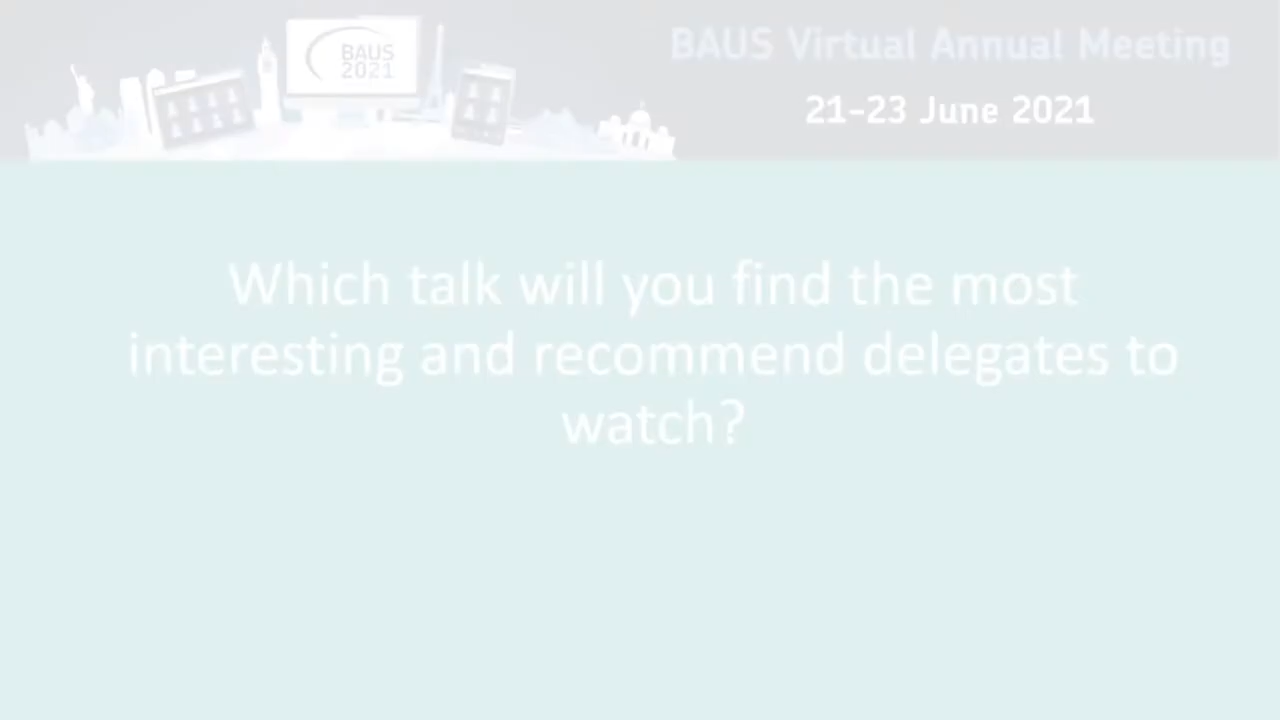 BAUS
2021
BAUS Virtual Annual Meeting
21-23 June 2021
Which talk will you find the most
interesting and recommend delegates to
watch?